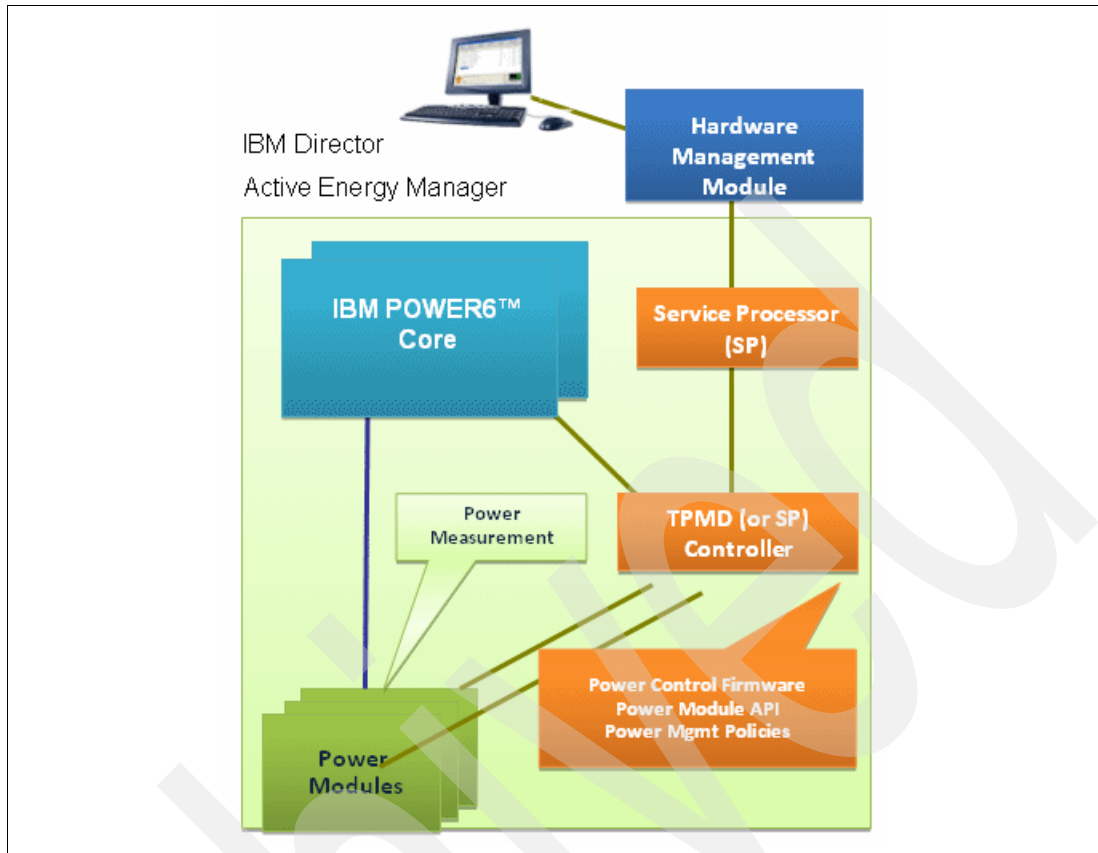 IBM Director
Active Energy Manager
Hardware
Management
Module
IBM POWER6™
Core
Service Processor
(SP)
Power
Measurement
TPMD (or SP)
Controller
Power Control Firmware
Power Module API
Power Mgmt Policies
Power
Modules